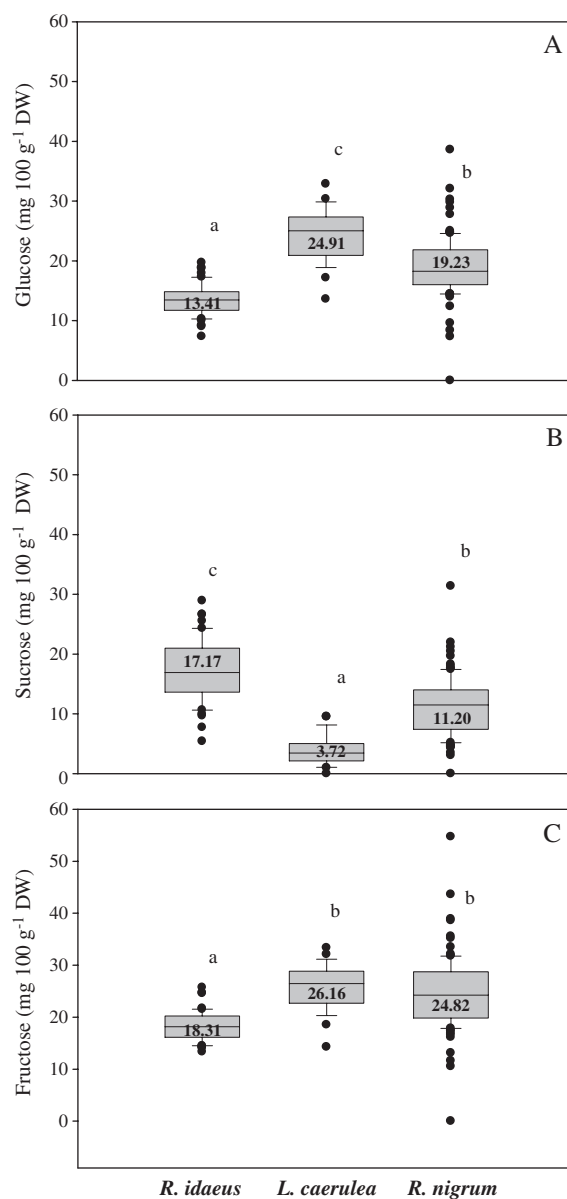 60
A
50
40
c
b
30
a
24.91
19.23
20
13.41
10
0
Glucose (mg 100 g⁻¹ DW)
60
B
50
40
b
c
30
a
20
17.17
11.20
10
3.72
0
Sucrose (mg 100 g⁻¹ DW)
60
C
50
40
b
b
a
30
26.16
24.82
20
18.31
10
0
Fructose (mg 100 g⁻¹ DW)
R. idaeus L. caerulea R. nigrum